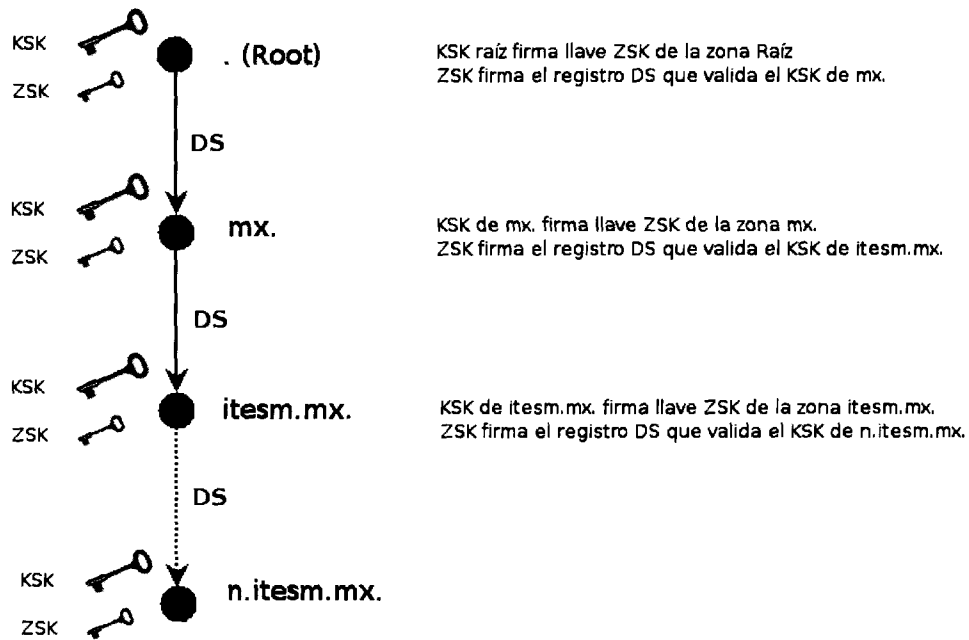 KSK
ZSK
. (Root)
KSK raíz firma llave ZSK de la zona Raíz
ZSK firma el registro DS que valida el KSK de mx.
DS
KSK
ZSK
mx.
KSK de mx. firma llave ZSK de la zona mx.
ZSK firma el registro DS que valida el KSK de itesm.mx.
DS
KSK
ZSK
itesm.mx.
KSK de itesm.mx. firma llave ZSK de la zona itesm.mx.
ZSK firma el registro DS que valida el KSK de n.itesm.mx.
DS
KSK
ZSK
n.itesm.mx.